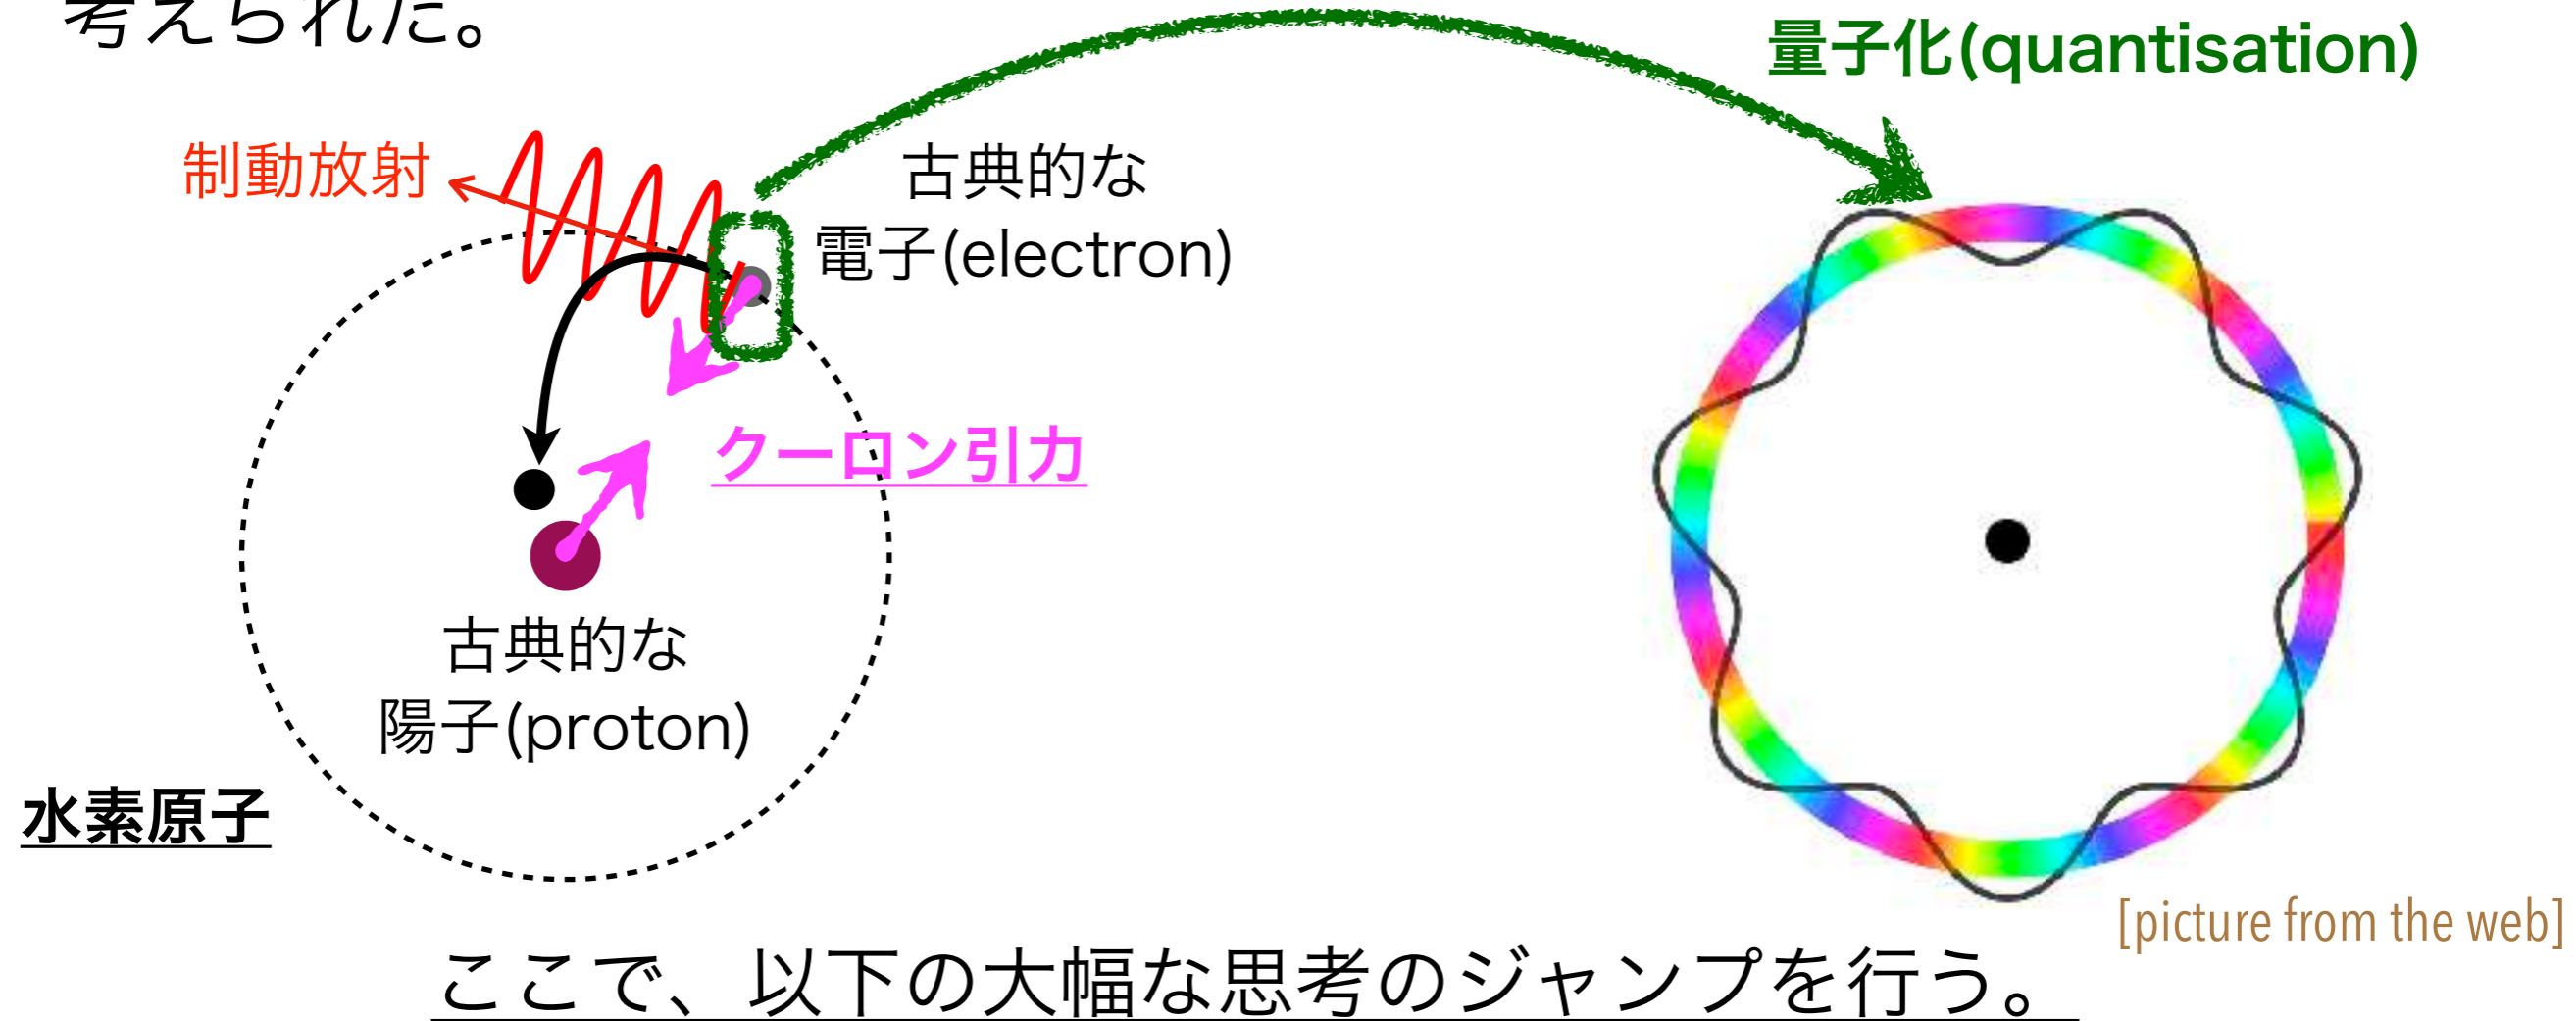 考えられた。
量子化(quantisation)
制動放射
古典的な
電子(electron)
クーロン引力
古典的な
陽子(proton)
水素原子
[picture from the web]
ここで、以下の大幅な思考のジャンプを行う。